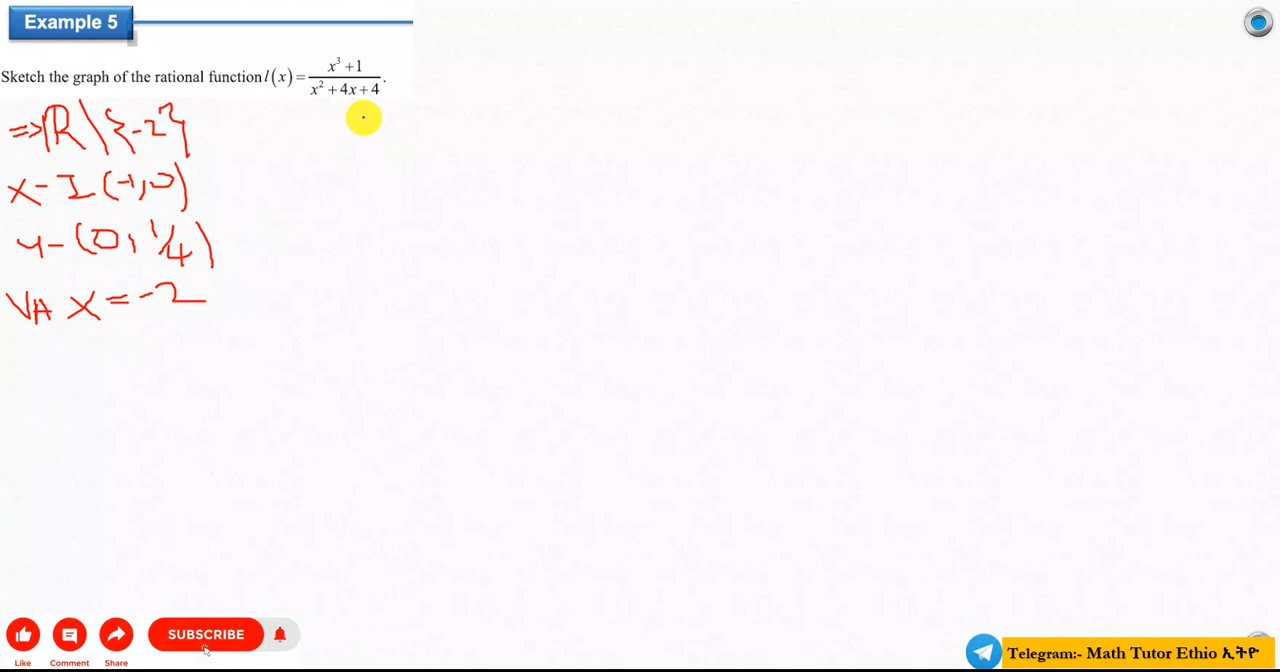 Example 5
Sketch the graph of the rational function l(x) = (x³ + 1)/(x² + 4x + 4).
⇒ ℝ \ {-2}
x - I (-1, 0)
y - (0, 1/4)
VA x = -2
SUBSCRIBE
Like Comment Share
Telegram:- Math Tutor Ethio ኢትዮ